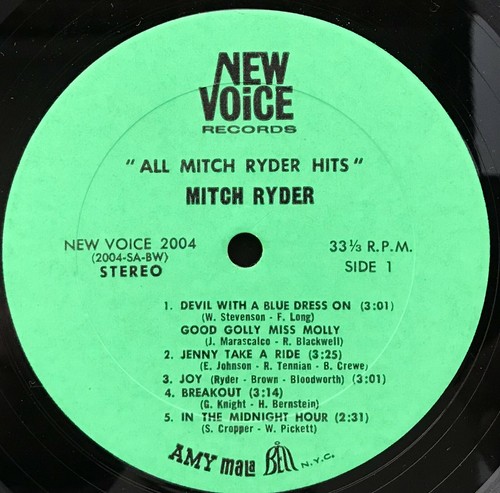 NEW
VOiCE
RECORDS
"ALL MITCH RYDER HITS"
MITCH RYDER
NEW VOICE 2004
(2004-SA-BW)
STEREO
33⅓ R.P.M.
SIDE 1
1. DEVIL WITH A BLUE DRESS ON (3:01)
(W. Stevenson - F. Long)
GOOD GOLLY MISS MOLLY
(J. Marascalco - R. Blackwell)
2. JENNY TAKE A RIDE (3:25)
(E. Johnson - R. Tennian - B. Crewe)
3. JOY (Ryder - Brown - Bloodworth) (3:01)
4. BREAKOUT (3:14)
(G. Knight - H. Bernstein)
5. IN THE MIDNIGHT HOUR (2:31)
(S. Cropper - W. Pickett)
AMY mala BELL N.Y.C.